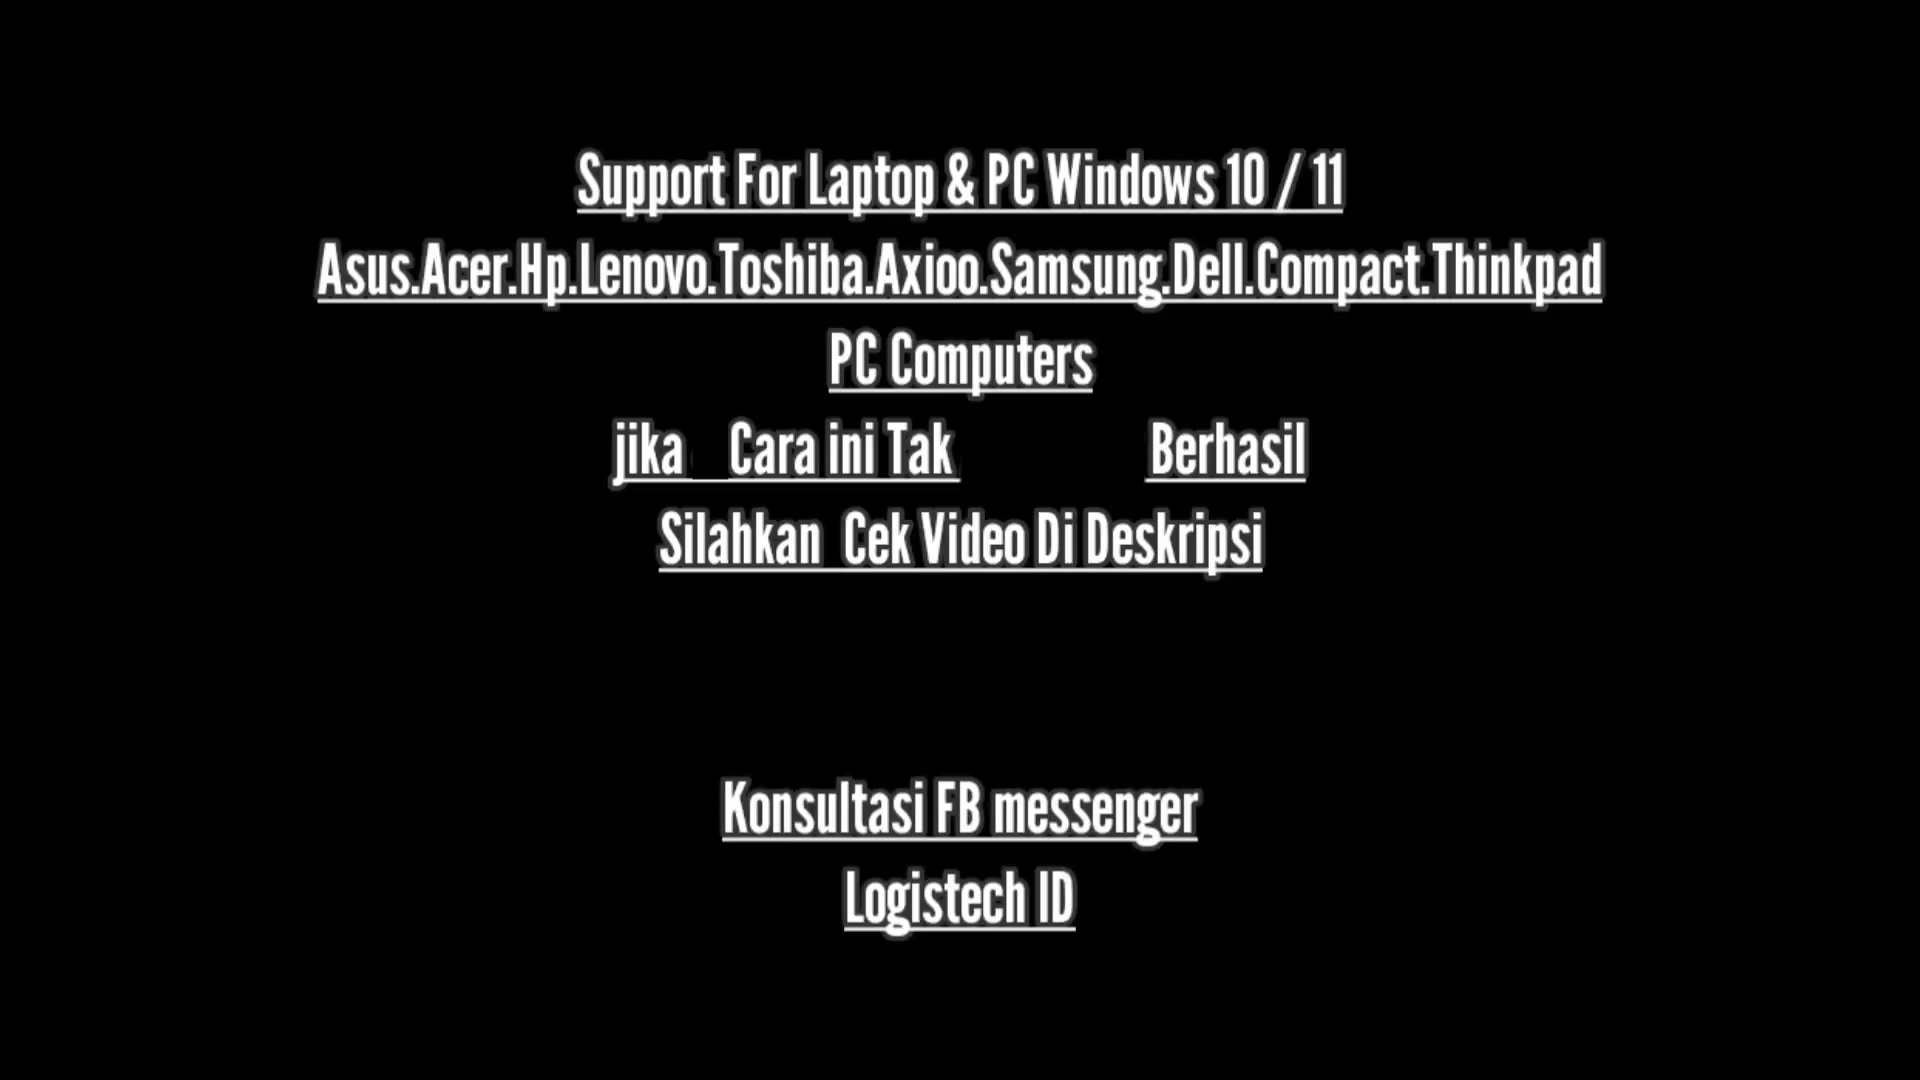 Support For Laptop & PC Windows 10 / 11
Asus.Acer.Hp.Lenovo.Toshiba.Axioo.Samsung.Dell.Compact.Thinkpad
PC Computers
jika Cara ini Tak Berhasil
Silahkan Cek Video Di Deskripsi
Konsultasi FB messenger
Logistech ID